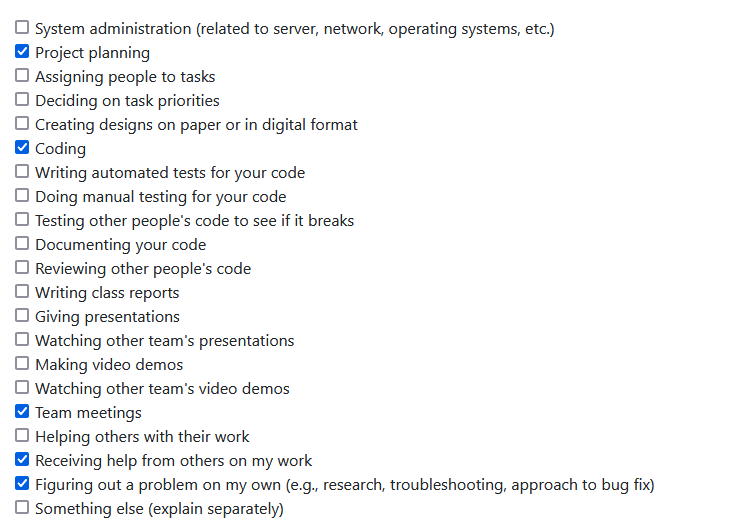 System administration (related to server, network, operating systems, etc.)
Project planning
Assigning people to tasks
Deciding on task priorities
Creating designs on paper or in digital format
Coding
Writing automated tests for your code
Doing manual testing for your code
Testing other people's code to see if it breaks
Documenting your code
Reviewing other people's code
Writing class reports
Giving presentations
Watching other team's presentations
Making video demos
Watching other team's video demos
Team meetings
Helping others with their work
Receiving help from others on my work
Figuring out a problem on my own (e.g., research, troubleshooting, approach to bug fix)
Something else (explain separately)